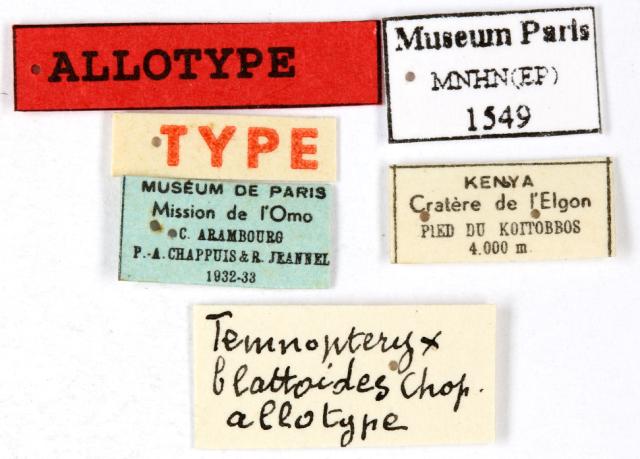 ALLOTYPE
Museum Paris
MNHN(EP)
1549
TYPE
MUSÉUM DE PARIS
Mission de l'Omo
C. ARAMBOURG
P.-A. CHAPPUIS & R. JEANNEL
1932-33
KENYA
Cratère de l'Elgon
PIED DU KOITOBBOS
4.000 m.
Temnopteryx
blattoides Chop.
allotype